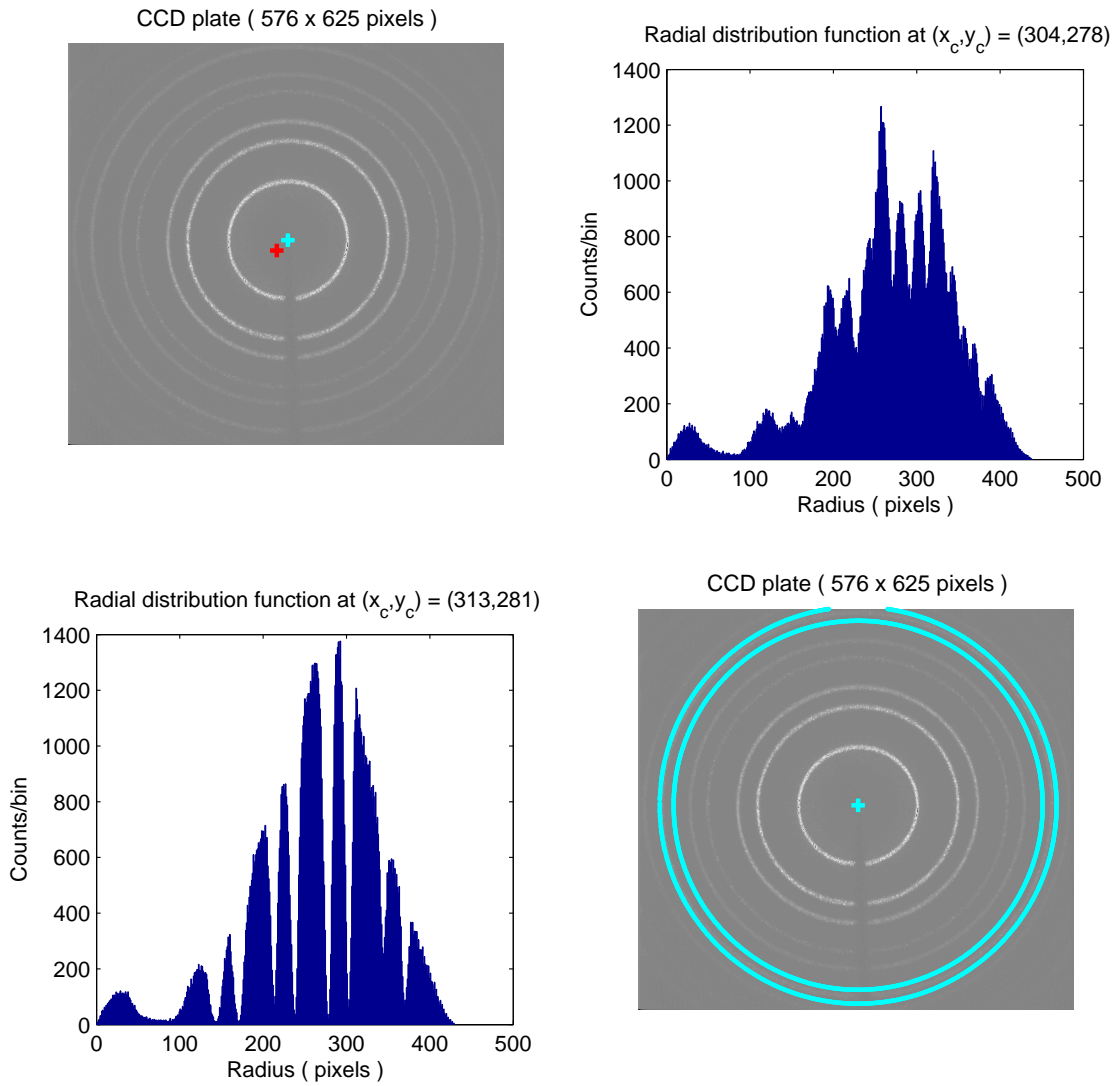 CCD plate ( 576 x 625 pixels )
Radial distribution function at (x_c,y_c) = (304,278)
1400
1200
1000
800
600
400
200
0
Counts/bin
0 100 200 300 400 500
Radius ( pixels )
Radial distribution function at (x_c,y_c) = (313,281)
1400
1200
1000
800
600
400
200
0
Counts/bin
0 100 200 300 400 500
Radius ( pixels )
CCD plate ( 576 x 625 pixels )